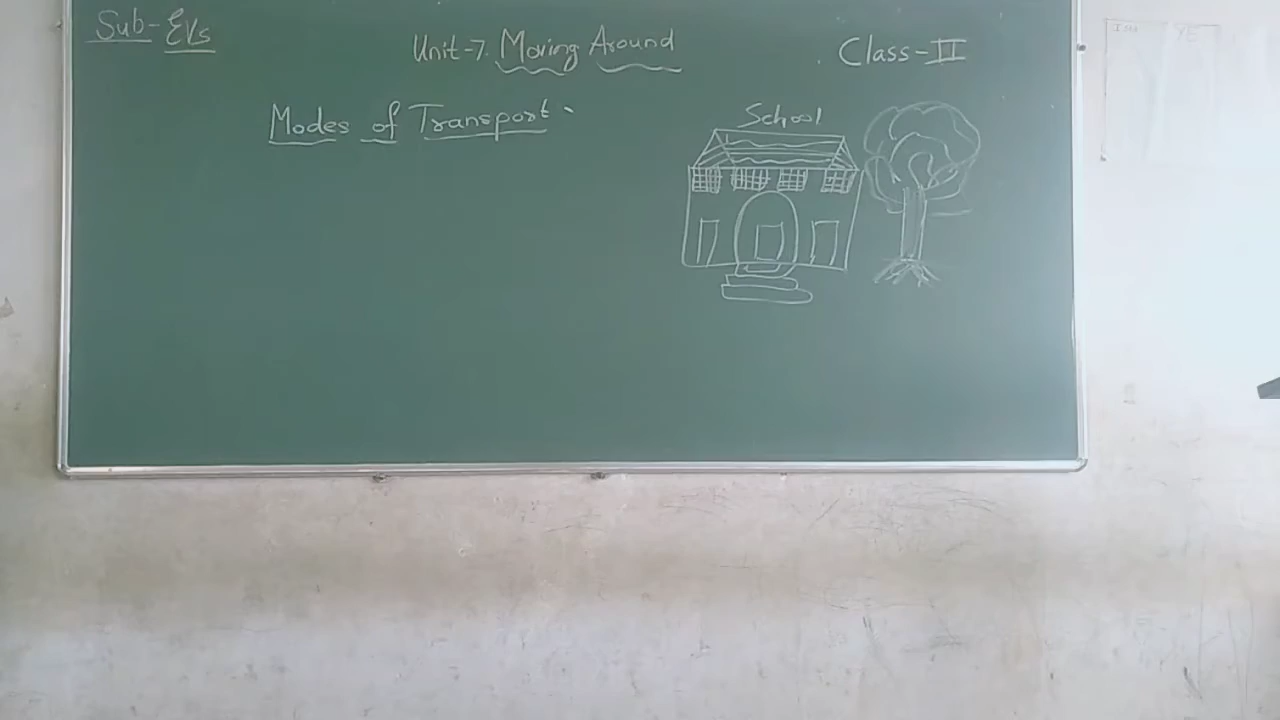 Sub-EVs
Unit-7. Moving Around
Class-II
Modes of Transport
School